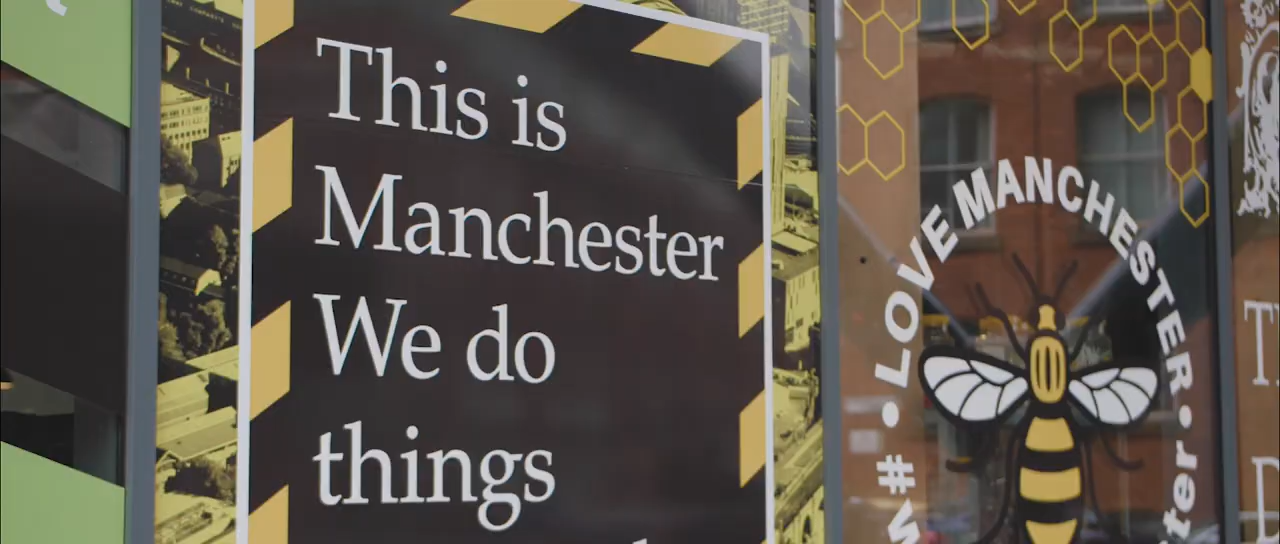 This is
Manchester
We do
things
• LOVE MANCHESTER •
#